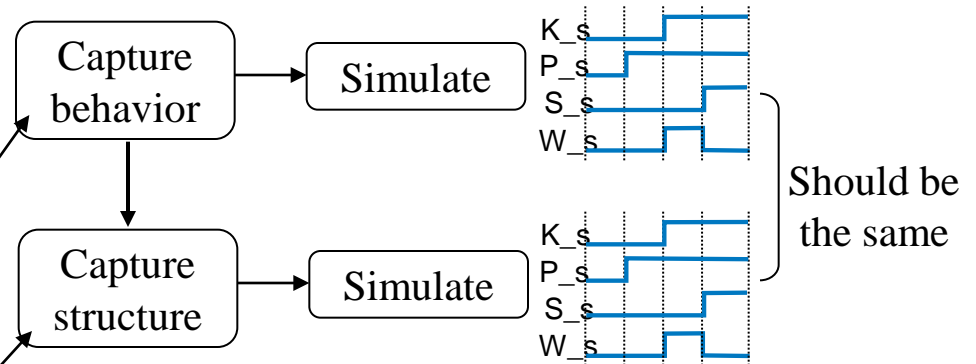 Capture
behavior
Simulate
K_s
P_s
S_s
W_s
Should be
the same
Capture
structure
Simulate
K_s
P_s
S_s
W_s